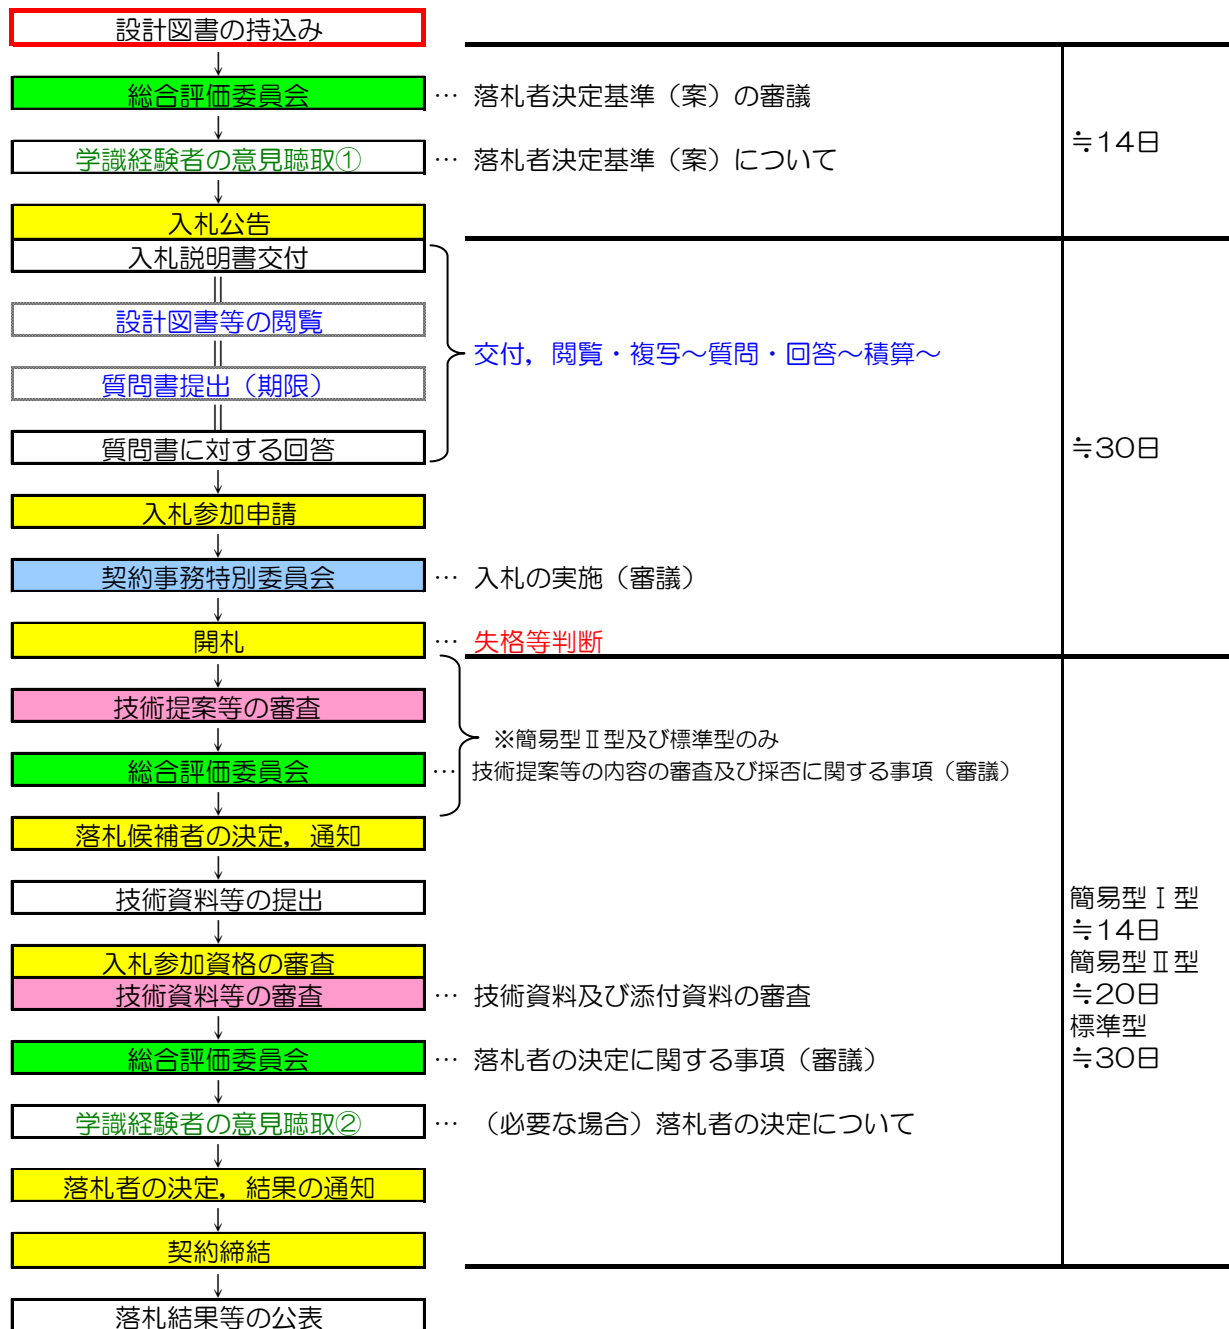 設計図書の持込み
↓
総合評価委員会 … 落札者決定基準（案）の審議
↓
学識経験者の意見聴取① … 落札者決定基準（案）について
≒14日
↓
入札公告
入札説明書交付
設計図書等の閲覧
交付，閲覧・複写～質問・回答～積算～
質問書提出（期限）
質問書に対する回答
≒30日
↓
入札参加申請
↓
契約事務特別委員会 … 入札の実施（審議）
↓
開札 … 失格等判断
↓
技術提案等の審査
※簡易型Ⅱ型及び標準型のみ
↓
総合評価委員会 … 技術提案等の内容の審査及び採否に関する事項（審議）
↓
落札候補者の決定，通知
↓
技術資料等の提出
簡易型Ⅰ型
≒14日
↓
入札参加資格の審査
簡易型Ⅱ型
技術資料等の審査 … 技術資料及び添付資料の審査
≒20日
標準型
↓
総合評価委員会 … 落札者の決定に関する事項（審議）
≒30日
↓
学識経験者の意見聴取② … （必要な場合）落札者の決定について
↓
落札者の決定，結果の通知
↓
契約締結
↓
落札結果等の公表